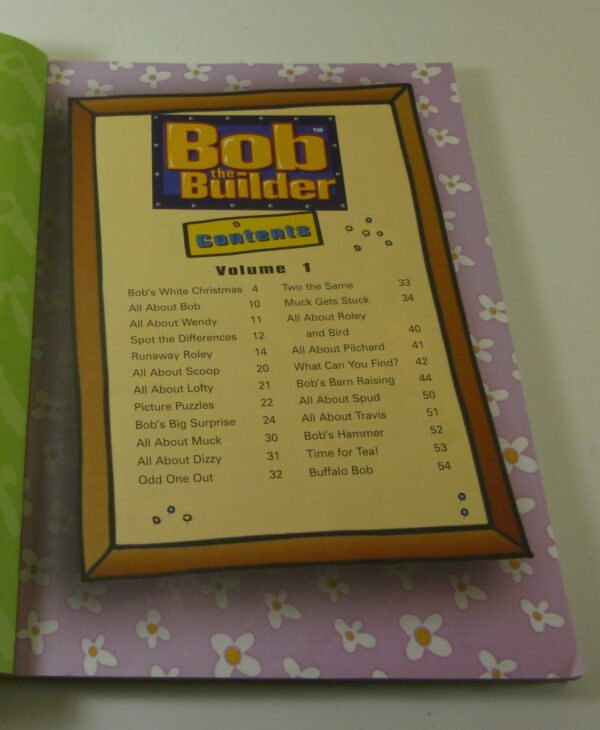 Bob
the
Builder
TM
Contents
Volume 1
Bob's White Christmas 4
All About Bob 10
All About Wendy 11
Spot the Differences 12
Runaway Roley 14
All About Scoop 20
All About Lofty 21
Picture Puzzles 22
Bob's Big Surprise 24
All About Muck 30
All About Dizzy 31
Odd One Out 32
Two the Same 33
Muck Gets Stuck 34
All About Roley
and Bird 40
All About Pilchard 41
What Can You Find? 42
Bob's Barn Raising 44
All About Spud 50
All About Travis 51
Bob's Hammer 52
Time for Tea! 53
Buffalo Bob 54